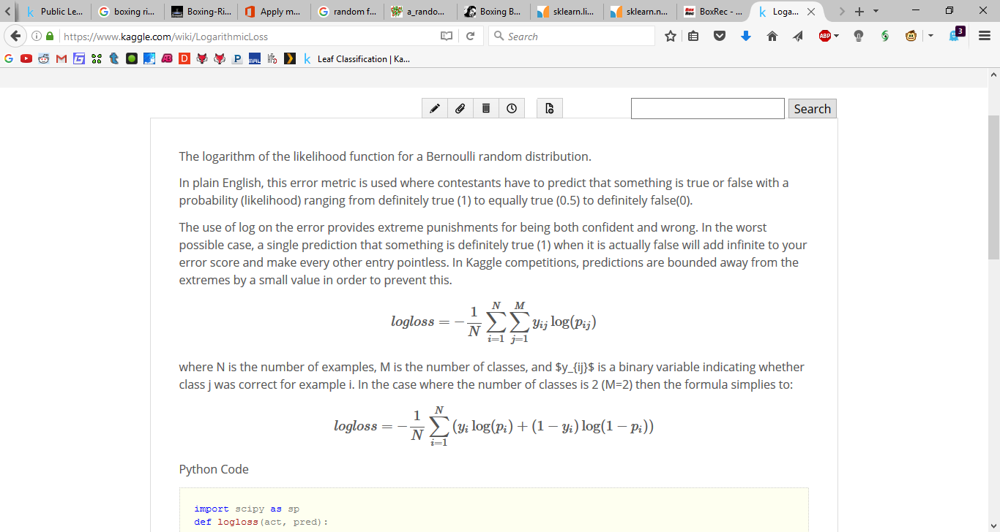 Public Le...
boxing ri...
Boxing-Ri...
Apply m...
random f...
a_rando...
Boxing B...
sklearn.li...
sklearn.n...
BoxRec - ...
Loga...
https://www.kaggle.com/wiki/LogarithmicLoss
Search
ABP
3
Leaf Classification | Ka...
Search
The logarithm of the likelihood function for a Bernoulli random distribution.
In plain English, this error metric is used where contestants have to predict that something is true or false with a
probability (likelihood) ranging from definitely true (1) to equally true (0.5) to definitely false(0).
The use of log on the error provides extreme punishments for being both confident and wrong. In the worst
possible case, a single prediction that something is definitely true (1) when it is actually false will add infinite to your
error score and make every other entry pointless. In Kaggle competitions, predictions are bounded away from the
extremes by a small value in order to prevent this.
logloss = −1/N ∑_{i=1}^{N} ∑_{j=1}^{M} y_{ij} log(p_{ij})
where N is the number of examples, M is the number of classes, and $y_{ij}$ is a binary variable indicating whether
class j was correct for example i. In the case where the number of classes is 2 (M=2) then the formula simplies to:
logloss = −1/N ∑_{i=1}^{N} (y_i log(p_i) + (1 − y_i) log(1 − p_i))
Python Code
import scipy as sp
def logloss(act, pred):